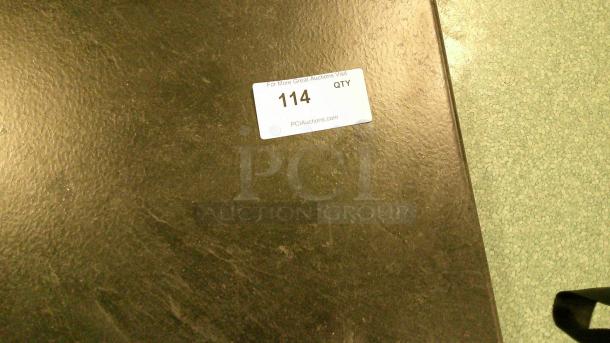 For More Great Auctions Visit
114 QTY
PCIAuctions.com
PCI
AUCTION GROUP